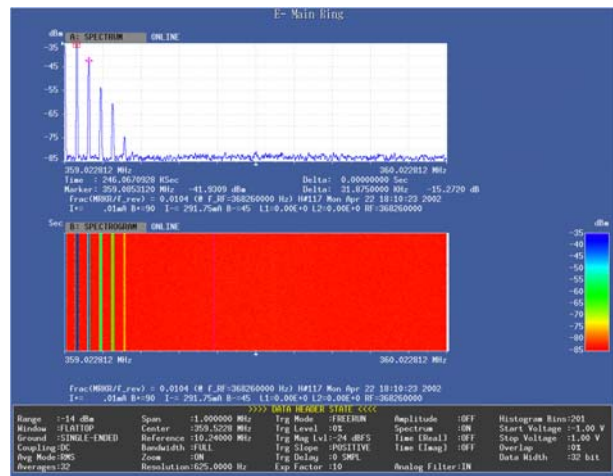 E- Main Ring
dBm
A: SPECTRUM ONLINE
-35
-45
-55
-65
-75
-85
359.022812 MHz 360.022812 MHz
Time : 246.0670928 KSec Delta: 0.00000000 Sec
Marker: 359.0853120 MHz -41.9309 dBm Delta: 31.8750000 KHz -15.2720 dB
frac(MRKR/f_rev) = 0.0104 (@ F_RF=368260000 Hz) H#117 Mon Apr 22 18:10:23 2002
I+= .01mA B+=90 I-= 291.75mA B-=45 L1=0.00E+0 L2=0.00E+0 RF=368260000
Sec
B: SPECTROGRAM ONLINE
dBm
-35
-40
-45
-50
-55
-60
-65
-70
-75
-80
-85
359.022812 MHz 360.022812 MHz
frac(MRKR/f_rev) = 0.0104 (@ F_RF=368260000 Hz) H#117 Mon Apr 22 18:10:23 2002
I+= .01mA B+=90 I-= 291.75mA B-=45 L1=0.00E+0 L2=0.00E+0 RF=368260000
>>>> DATA HEADER STATE <<<<
Range :-14 dBm Span :1.000000 MHz Trg Mode :FREERUN Amplitude :OFF Histogram Bins:201
Window :FLATTOP Center :359.5228 MHz Trg Level :0% Spectrum :ON Start Voltage :-1.00 V
Ground :SINGLE-ENDED Reference :10.24000 MHz Trg Mag Lvl:-24 dBFS Time (Real) :OFF Stop Voltage :1.00 V
Coupling:DC Bandwidth :FULL Trg Slope :POSITIVE Time (Imag) :OFF Overlap :0%
Avg Mode:RMS Zoom :ON Trg Delay :0 SMPL Data Width :32 bit
Averages:32 Resolution:625.0000 Hz Exp Factor :10 Analog Filter:IN